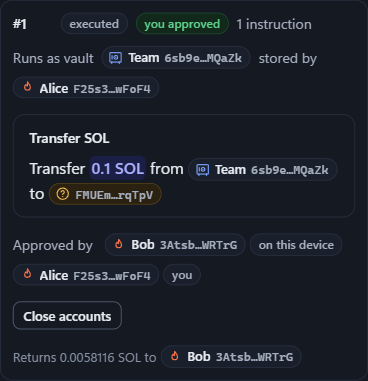 #1 executed you approved 1 instruction
Runs as vault Team 6sb9e…MQaZk stored by
Alice F25s3…wFoF4
Transfer SOL
Transfer 0.1 SOL from Team 6sb9e…MQaZk
to FMUEm…rqTpV
Approved by Bob 3Atsb…WRTrG on this device
Alice F25s3…wFoF4 you
Close accounts
Returns 0.0058116 SOL to Bob 3Atsb…WRTrG